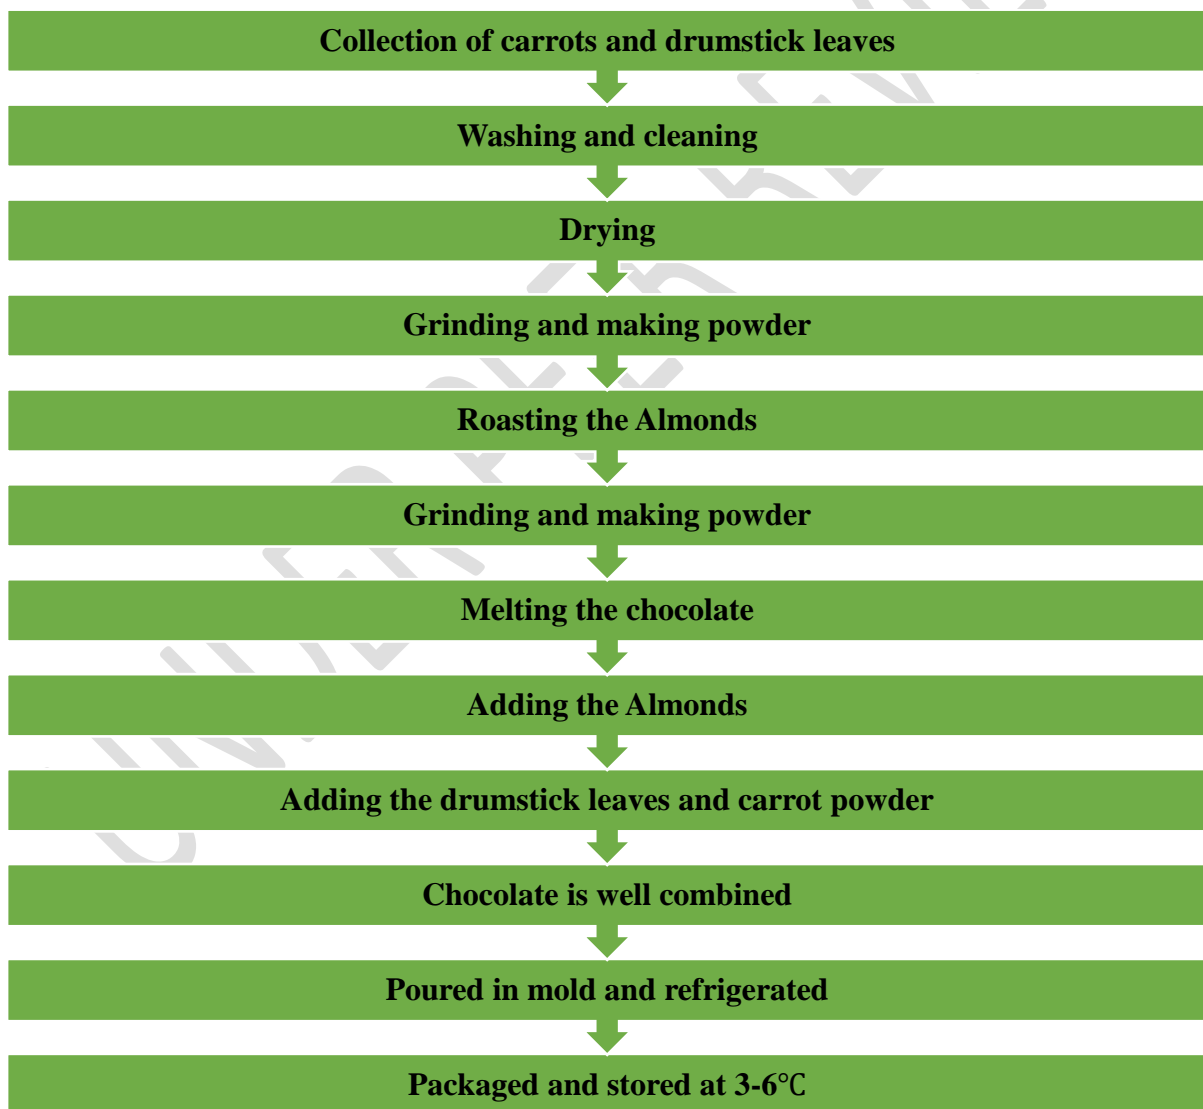 Collection of carrots and drumstick leaves
Washing and cleaning
Drying
Grinding and making powder
Roasting the Almonds
Grinding and making powder
Melting the chocolate
Adding the Almonds
Adding the drumstick leaves and carrot powder
Chocolate is well combined
Poured in mold and refrigerated
Packaged and stored at 3-6℃